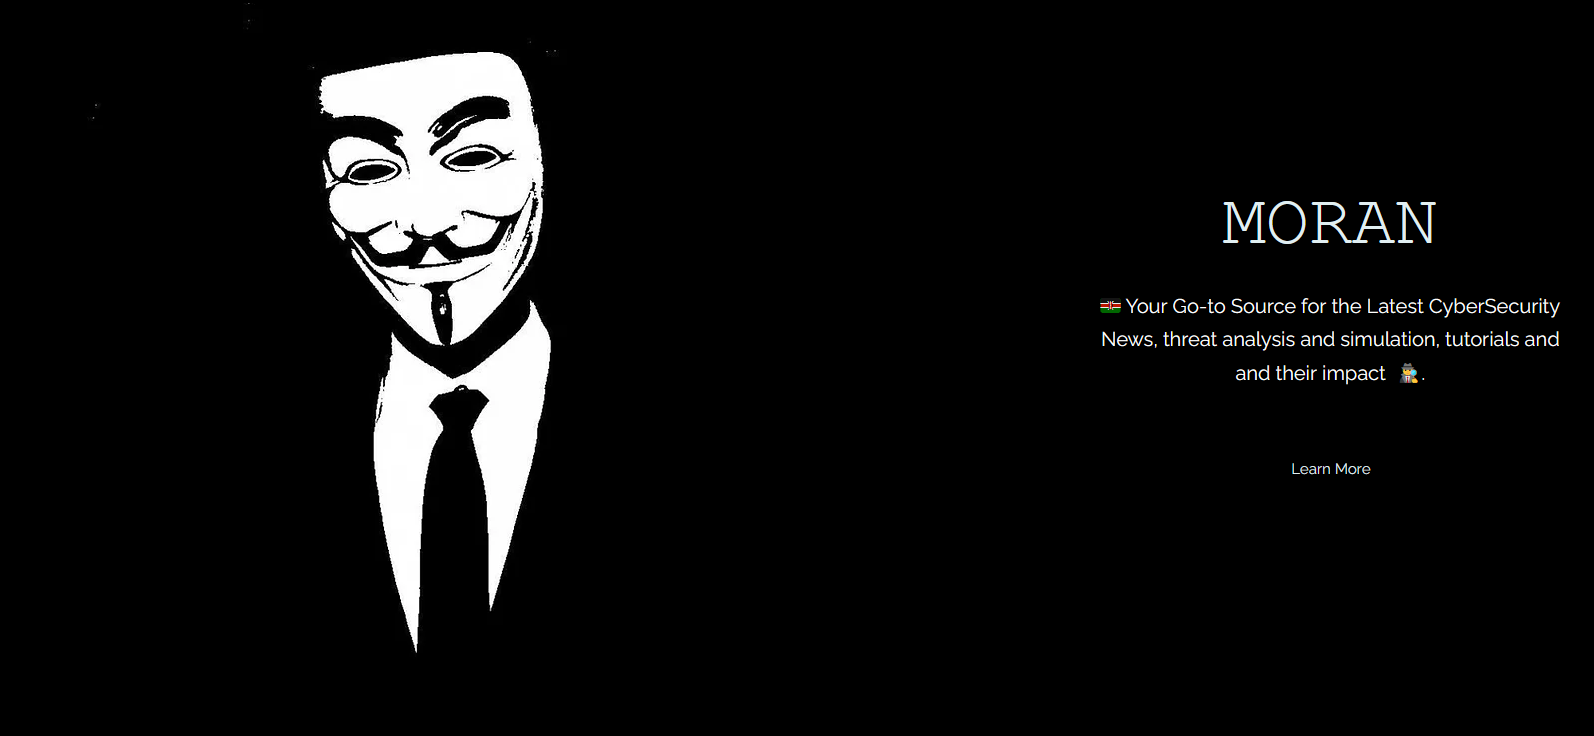 MORAN
🇰🇪 Your Go-to Source for the Latest CyberSecurity
News, threat analysis and simulation, tutorials and
and their impact 🕵️.
Learn More